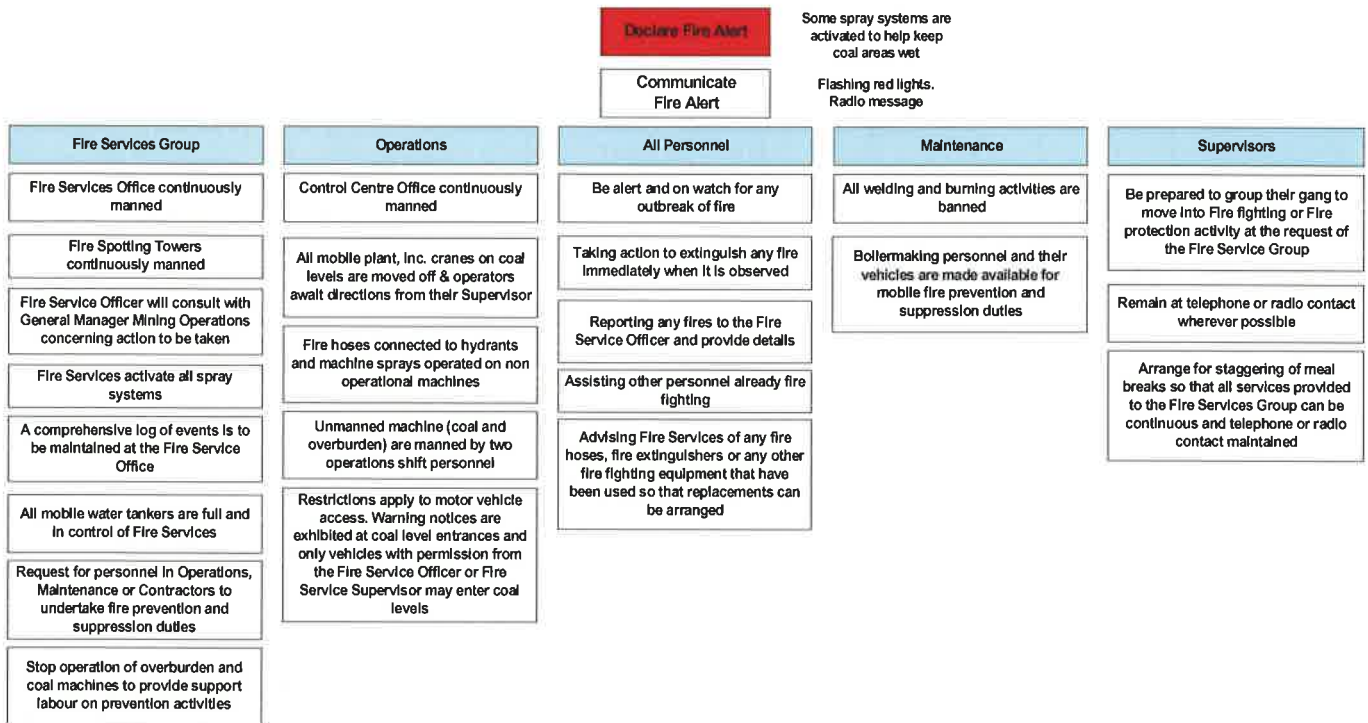 Declare Fire Alert
Some spray systems are
activated to help keep
coal areas wet
Communicate
Fire Alert
Flashing red lights.
Radio message
Fire Services Group
Fire Services Office continuously
manned
Fire Spotting Towers
continuously manned
Fire Service Officer will consult with
General Manager Mining Operations
concerning action to be taken
Fire Services activate all spray
systems
A comprehensive log of events is to
be maintained at the Fire Service
Office
All mobile water tankers are full and
in control of Fire Services
Request for personnel in Operations,
Maintenance or Contractors to
undertake fire prevention and
suppression duties
Stop operation of overburden and
coal machines to provide support
labour on prevention activities
Operations
Control Centre Office continuously
manned
All mobile plant, inc. cranes on coal
levels are moved off & operators
await directions from their Supervisor
Fire hoses connected to hydrants
and machine sprays operated on non
operational machines
Unmanned machine (coal and
overburden) are manned by two
operations shift personnel
Restrictions apply to motor vehicle
access. Warning notices are
exhibited at coal level entrances and
only vehicles with permission from
the Fire Service Officer or Fire
Service Supervisor may enter coal
levels
All Personnel
Be alert and on watch for any
outbreak of fire
Taking action to extinguish any fire
immediately when it is observed
Reporting any fires to the Fire
Service Officer and provide details
Assisting other personnel already fire
fighting
Advising Fire Services of any fire
hoses, fire extinguishers or any other
fire fighting equipment that have
been used so that replacements can
be arranged
Maintenance
All welding and burning activities are
banned
Boilermaking personnel and their
vehicles are made available for
mobile fire prevention and
suppression duties
Supervisors
Be prepared to group their gang to
move into Fire fighting or Fire
protection activity at the request of
the Fire Service Group
Remain at telephone or radio contact
wherever possible
Arrange for staggering of meal
breaks so that all services provided
to the Fire Services Group can be
continuous and telephone or radio
contact maintained